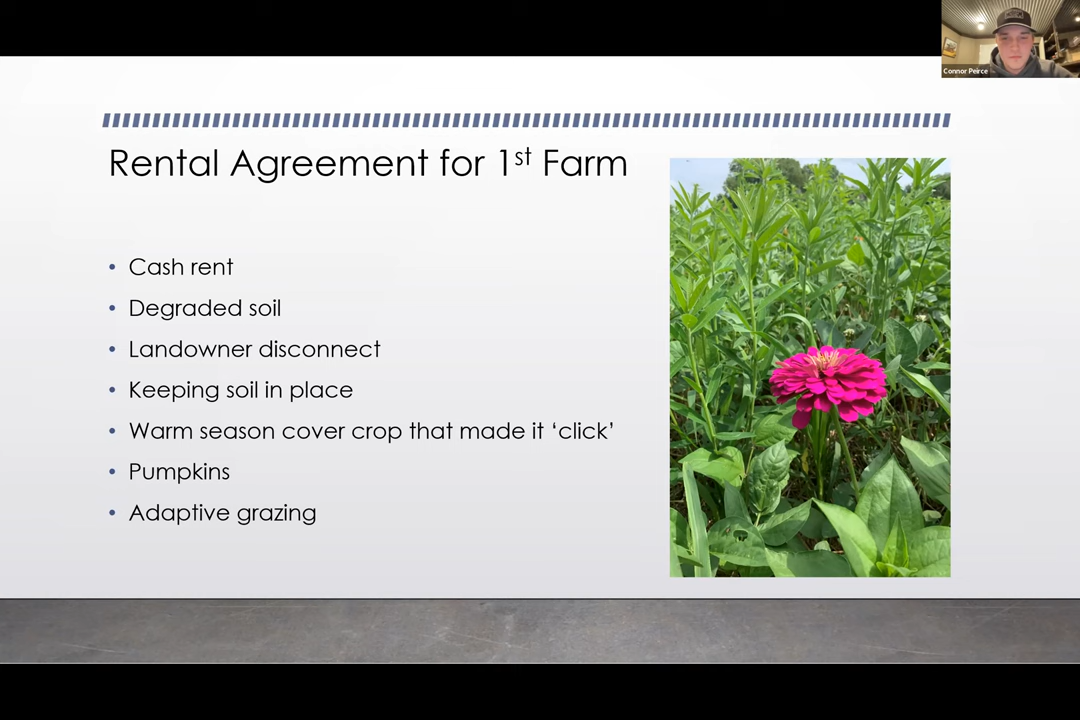 Connor Peirce
Rental Agreement for 1st Farm
• Cash rent
• Degraded soil
• Landowner disconnect
• Keeping soil in place
• Warm season cover crop that made it ‘click’
• Pumpkins
• Adaptive grazing